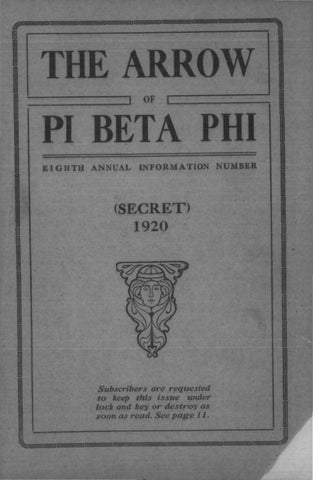 THE ARROW
OF
PI BETA PHI
EIGHTH ANNUAL INFORMATION NUMBER
(SECRET)
1920
Subscribers are requested
to keep this issue under
lock and key or destroy as
soon as read. See page 11.